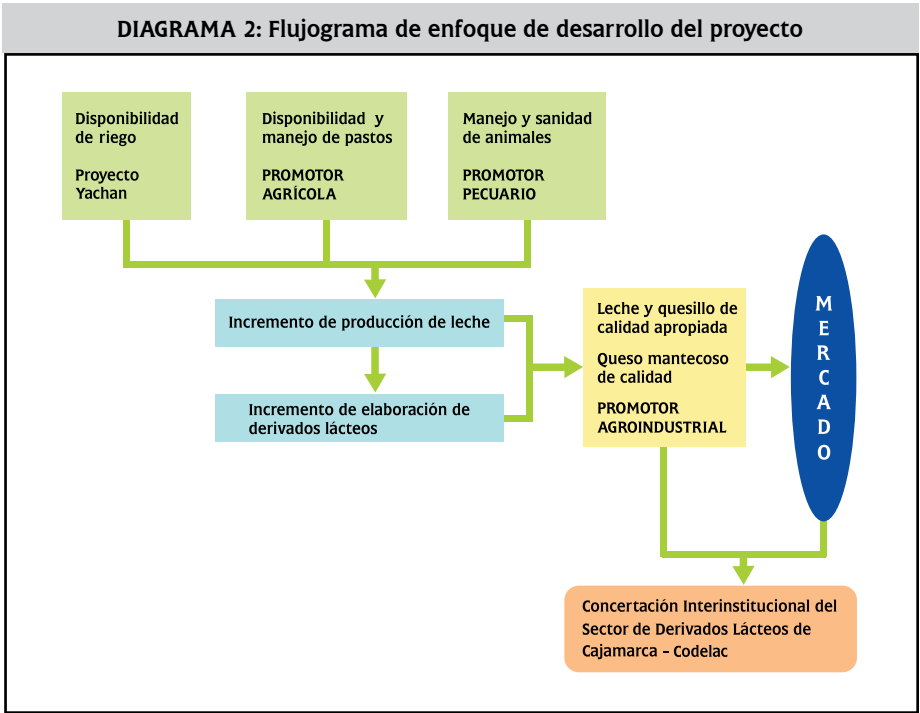 DIAGRAMA 2: Flujograma de enfoque de desarrollo del proyecto
Disponibilidad
de riego
Proyecto
Yachan
Disponibilidad y
manejo de pastos
PROMOTOR
AGRÍCOLA
Manejo y sanidad
de animales
PROMOTOR
PECUARIO
Incremento de producción de leche
Incremento de elaboración de
derivados lácteos
Leche y quesillo de
calidad apropiada
Queso mantecoso
de calidad
PROMOTOR
AGROINDUSTRIAL
MERCADO
Concertación Interinstitucional del
Sector de Derivados Lácteos de
Cajamarca – Codelac